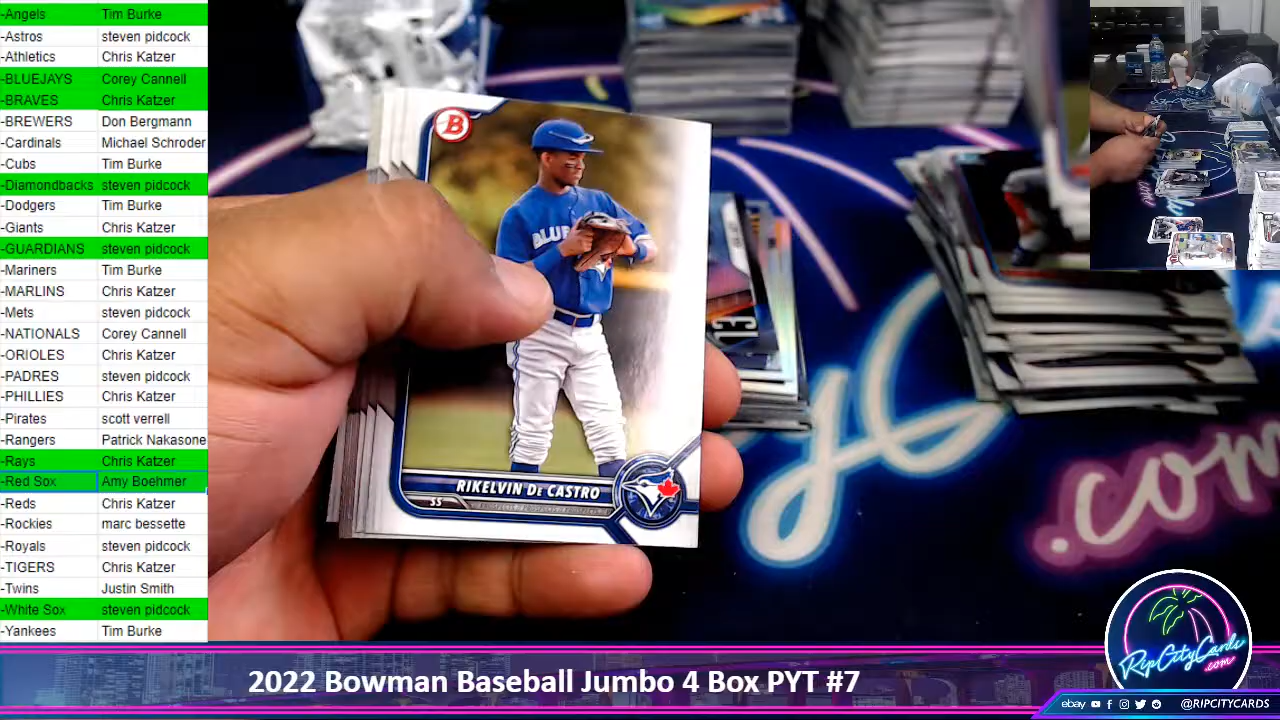 -Angels Tim Burke
-Astros steven pidcock
-Athletics Chris Katzer
-BLUEJAYS Corey Cannell
-BRAVES Chris Katzer
-BREWERS Don Bergmann
-Cardinals Michael Schroder
-Cubs Tim Burke
-Diamondbacks steven pidcock
-Dodgers Tim Burke
-Giants Chris Katzer
-GUARDIANS steven pidcock
-Mariners Tim Burke
-MARLINS Chris Katzer
-Mets steven pidcock
-NATIONALS Corey Cannell
-ORIOLES Chris Katzer
-PADRES steven pidcock
-PHILLIES Chris Katzer
-Pirates scott verrell
-Rangers Patrick Nakasone
-Rays Chris Katzer
-Red Sox Amy Boehmer
-Reds Chris Katzer
-Rockies marc bessette
-Royals steven pidcock
-TIGERS Chris Katzer
-Twins Justin Smith
-White Sox steven pidcock
-Yankees Tim Burke
B
BLUE
RIKELVIN DE CASTRO
SS
.com
RipCityCards
.com
2022 Bowman Baseball Jumbo 4 Box PYT #7
ebay @RIPCITYCARDS